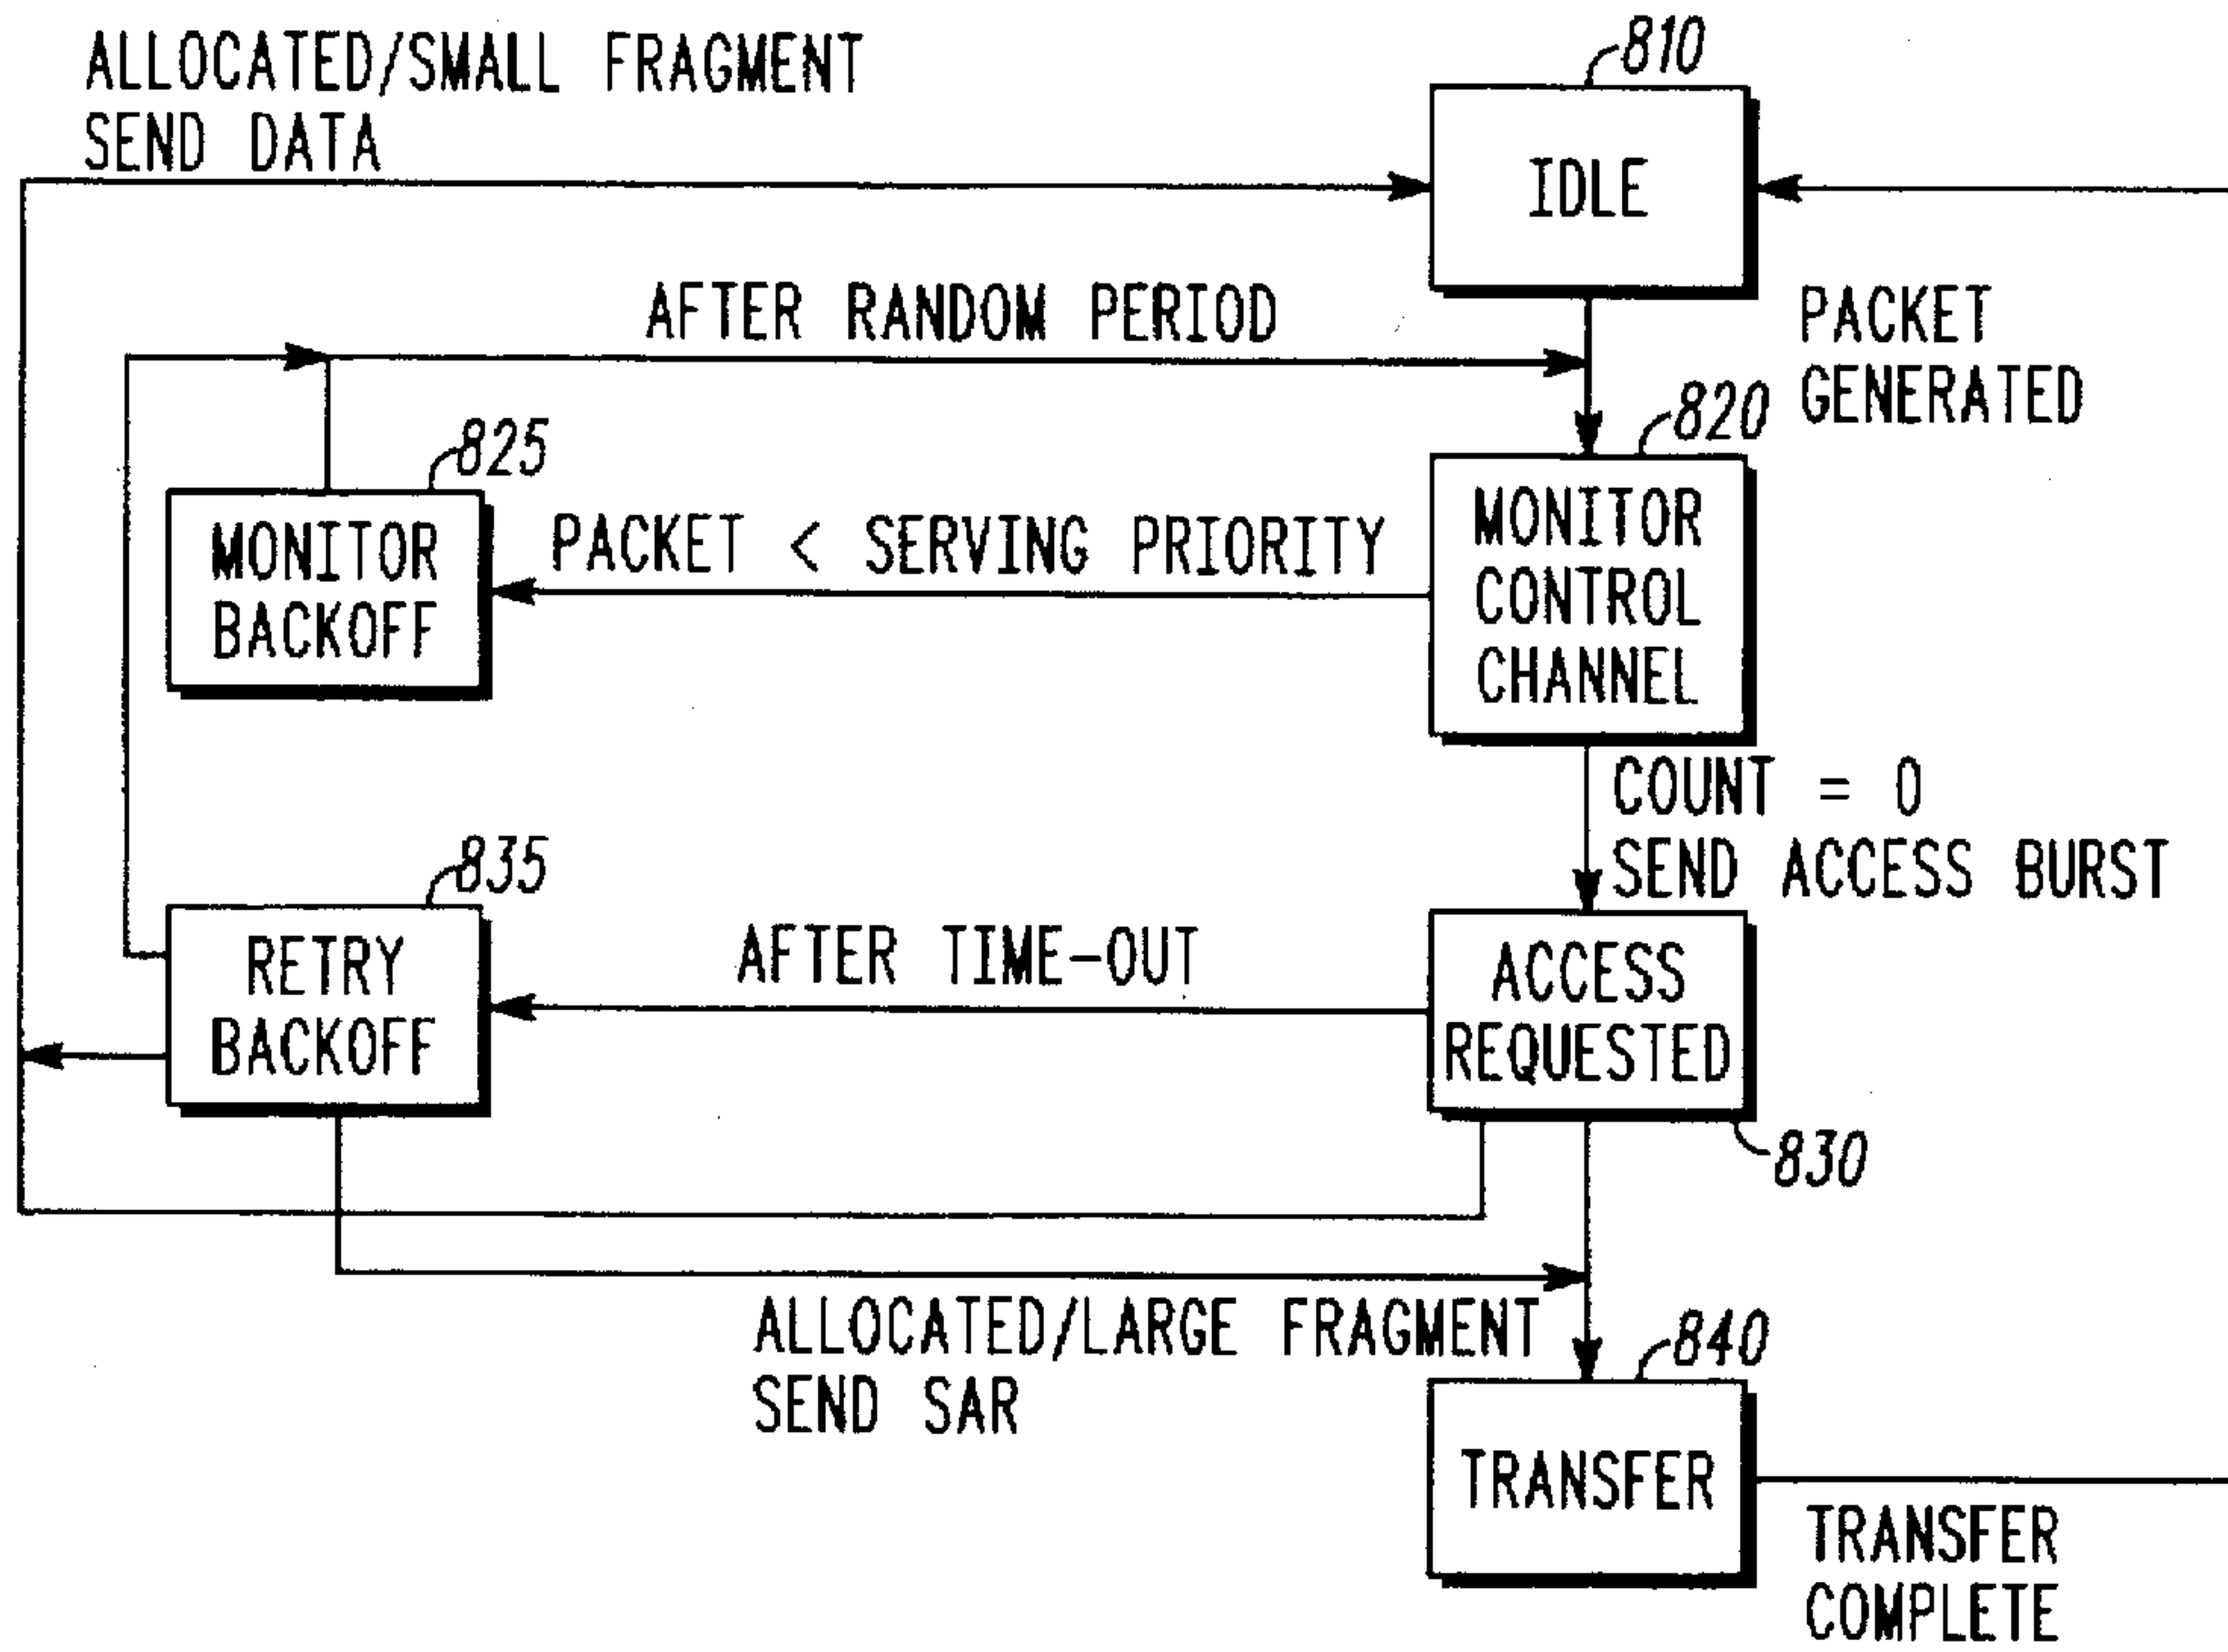 ALLOCATED/SMALL FRAGMENT
SEND DATA
810
IDLE
AFTER RANDOM PERIOD
PACKET
GENERATED
820
825
MONITOR
BACKOFF
PACKET < SERVING PRIORITY
MONITOR
CONTROL
CHANNEL
COUNT = 0
SEND ACCESS BURST
835
RETRY
BACKOFF
AFTER TIME-OUT
ACCESS
REQUESTED
830
ALLOCATED/LARGE FRAGMENT
SEND SAR
840
TRANSFER
TRANSFER
COMPLETE